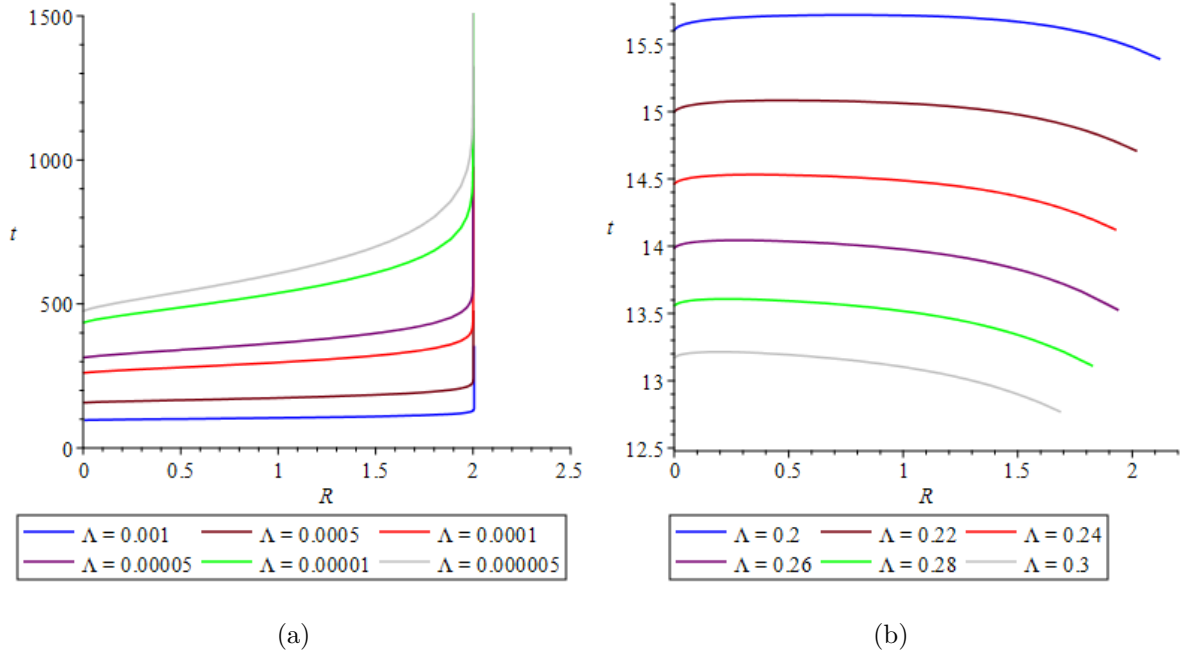 1500
1000
500
0
t
0 0.5 1 1.5 2 2.5
R
Λ = 0.001 Λ = 0.0005 Λ = 0.0001
Λ = 0.00005 Λ = 0.00001 Λ = 0.000005
(a)
15.5
15
14.5
t
14
13.5
13
12.5
0 0.5 1 1.5 2
R
Λ = 0.2 Λ = 0.22 Λ = 0.24
Λ = 0.26 Λ = 0.28 Λ = 0.3
(b)